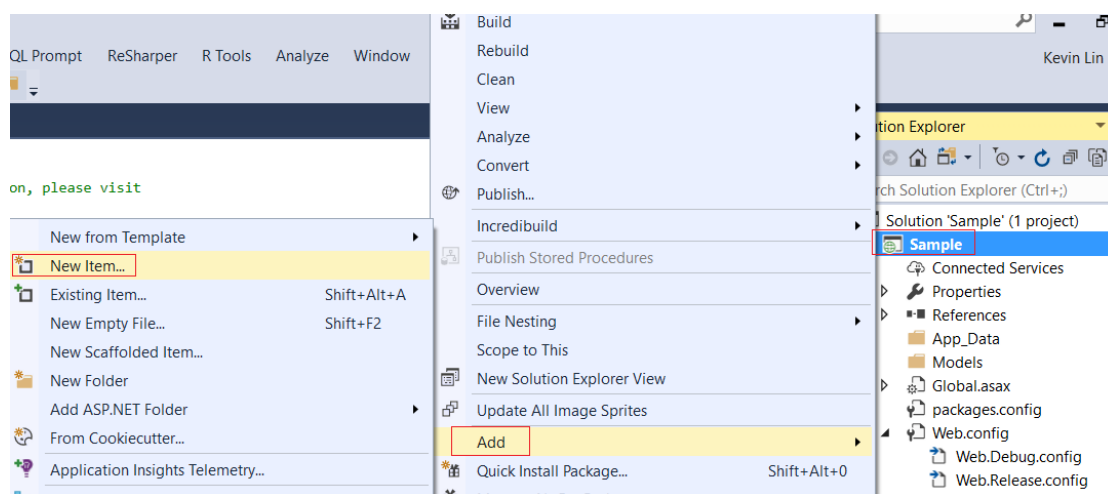 QL Prompt ReSharper R Tools Analyze Window
on, please visit
New from Template
New Item...
Existing Item... Shift+Alt+A
New Empty File... Shift+F2
New Scaffolded Item...
New Folder
Add ASP.NET Folder
From Cookiecutter...
Application Insights Telemetry...
Build
Rebuild
Clean
View
Analyze
Convert
Publish...
Incredibuild
Publish Stored Procedures
Overview
File Nesting
Scope to This
New Solution Explorer View
Update All Image Sprites
Add
Quick Install Package... Shift+Alt+0
Kevin Lin
ution Explorer
rch Solution Explorer (Ctrl+;)
Solution 'Sample' (1 project)
Sample
Connected Services
Properties
References
App_Data
Models
Global.asax
packages.config
Web.config
Web.Debug.config
Web.Release.config